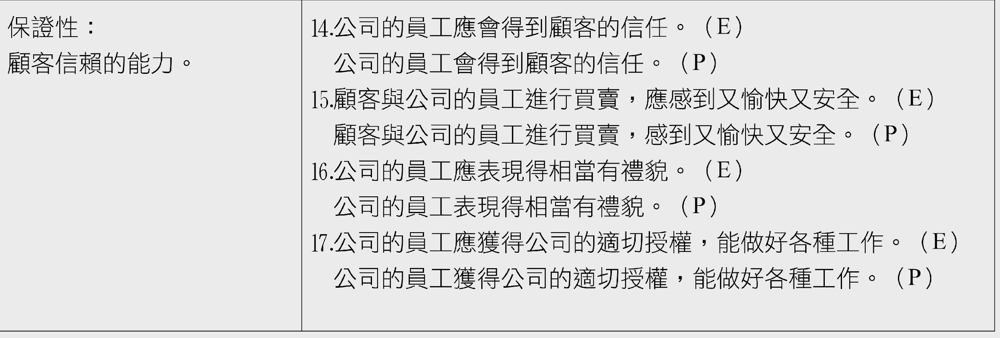 保證性：
顧客信賴的能力。
14.公司的員工應會得到顧客的信任。（E）
公司的員工會得到顧客的信任。（P）
15.顧客與公司的員工進行買賣，應感到又愉快又安全。（E）
顧客與公司的員工進行買賣，感到又愉快又安全。（P）
16.公司的員工應表現得相當有禮貌。（E）
公司的員工表現得相當有禮貌。（P）
17.公司的員工應獲得公司的適切授權，能做好各種工作。（E）
公司的員工獲得公司的適切授權，能做好各種工作。（P）